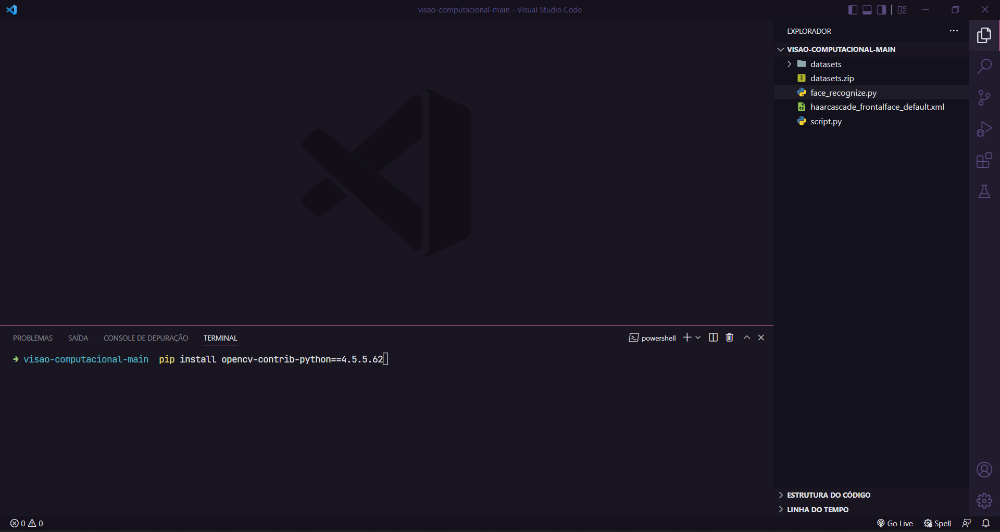 visao-computacional-main - Visual Studio Code
EXPLORADOR
VISAO-COMPUTACIONAL-MAIN
datasets
datasets.zip
face_recognize.py
haarcascade_frontalface_default.xml
script.py
PROBLEMAS SAÍDA CONSOLE DE DEPURAÇÃO TERMINAL powershell
visao-computacional-main pip install opencv-contrib-python==4.5.5.62
ESTRUTURA DO CÓDIGO
LINHA DO TEMPO
0 0 Go Live Spell